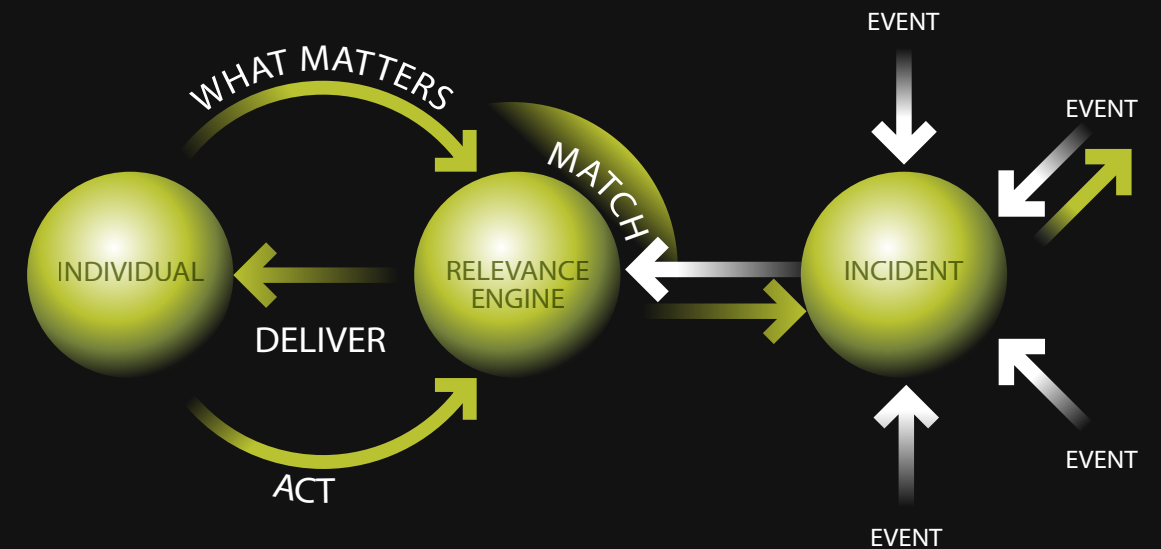 EVENT
WHAT MATTERS
EVENT
MATCH
INDIVIDUAL
RELEVANCE
ENGINE
INCIDENT
DELIVER
EVENT
ACT
EVENT